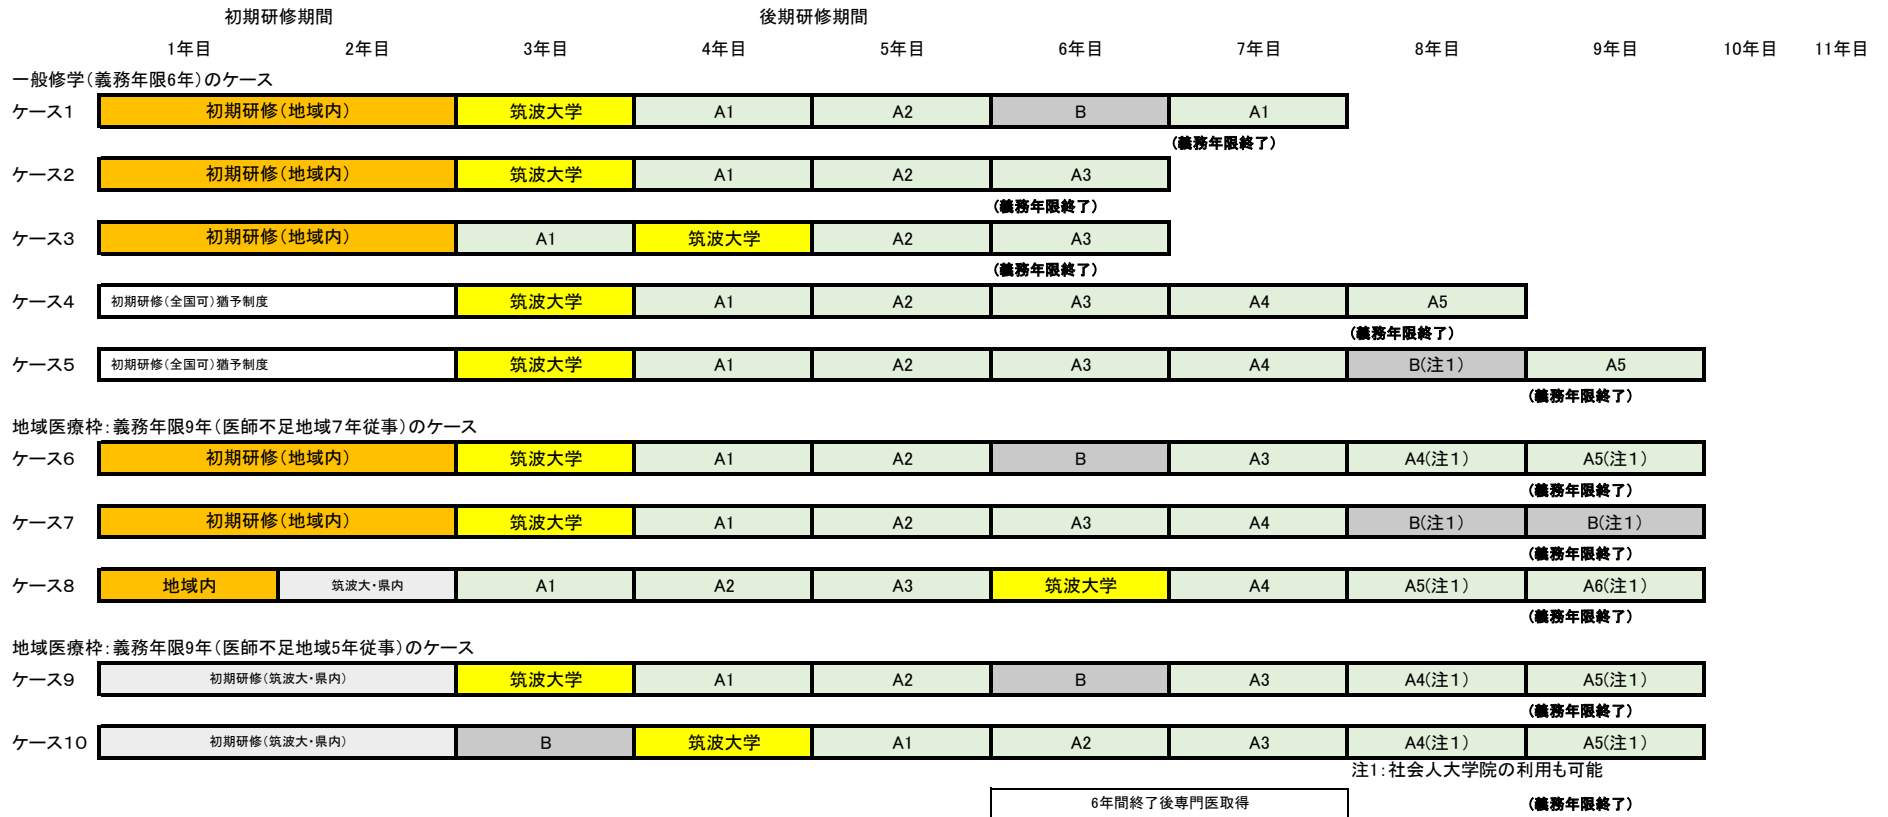 初期研修期間 後期研修期間
1年目 2年目 3年目 4年目 5年目 6年目 7年目 8年目 9年目 10年目 11年目
一般修学(義務年限6年)のケース
ケース1 初期研修(地域内) 筑波大学 A1 A2 B A1
(義務年限終了)
ケース2 初期研修(地域内) 筑波大学 A1 A2 A3
(義務年限終了)
ケース3 初期研修(地域内) A1 筑波大学 A2 A3
(義務年限終了)
ケース4 初期研修(全国可)猶予制度 筑波大学 A1 A2 A3 A4 A5
(義務年限終了)
ケース5 初期研修(全国可)猶予制度 筑波大学 A1 A2 A3 A4 B(注1) A5
(義務年限終了)
地域医療枠:義務年限9年(医師不足地域7年従事)のケース
ケース6 初期研修(地域内) 筑波大学 A1 A2 B A3 A4(注1) A5(注1)
(義務年限終了)
ケース7 初期研修(地域内) 筑波大学 A1 A2 A3 A4 B(注1) B(注1)
(義務年限終了)
ケース8 地域内 筑波大・県内 A1 A2 A3 筑波大学 A4 A5(注1) A6(注1)
(義務年限終了)
地域医療枠:義務年限9年(医師不足地域5年従事)のケース
ケース9 初期研修(筑波大・県内) 筑波大学 A1 A2 B A3 A4(注1) A5(注1)
(義務年限終了)
ケース10 初期研修(筑波大・県内) B 筑波大学 A1 A2 A3 A4(注1) A5(注1)
注1:社会人大学院の利用も可能
6年間終了後専門医取得 (義務年限終了)